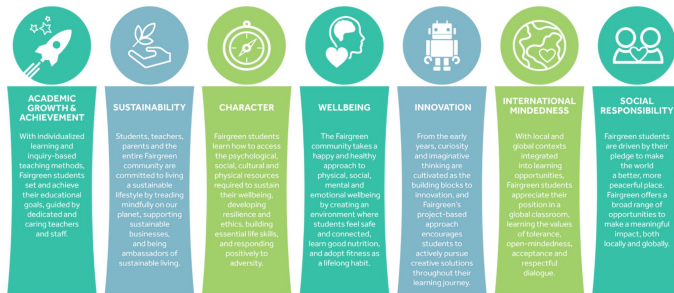 ACADEMIC
GROWTH &
ACHIEVEMENT
With individualized
learning and
inquiry-based
teaching methods,
Fairgreen students
set and achieve
their educational
goals, guided by
dedicated and
caring teachers
and staff.
SUSTAINABILITY
Students, teachers,
parents and the
entire Fairgreen
community are
committed to living
a sustainable
lifestyle by treading
mindfully on our
planet, supporting
sustainable
businesses,
and being
ambassadors of
sustainable living.
CHARACTER
Fairgreen students
learn how to access
the psychological,
social, cultural and
physical resources
required to sustain
their wellbeing,
developing
resilience and
ethics, building
essential life skills,
and responding
positively to
adversity.
WELLBEING
The Fairgreen
community takes a
happy and healthy
approach to
physical, social,
mental and
emotional wellbeing
by creating an
environment where
students feel safe
and connected,
learn good nutrition,
and adopt fitness as
a lifelong habit.
INNOVATION
From the early
years, curiosity
and imaginative
thinking are
cultivated as the
building blocks to
innovation, and
Fairgreen's
project-based
approach
encourages
students to
actively pursue
creative solutions
throughout their
learning journey.
INTERNATIONAL
MINDEDNESS
With local and
global contexts
integrated
into learning
opportunities,
Fairgreen students
appreciate their
position in a
global classroom,
learning the values
of tolerance,
open-mindedness,
acceptance and
respectful
dialogue.
SOCIAL
RESPONSIBILITY
Fairgreen students
are driven by their
pledge to make
the world
a better, more
peaceful place.
Fairgreen offers a
broad range of
opportunities to
make a meaningful
impact, both
locally and globally.